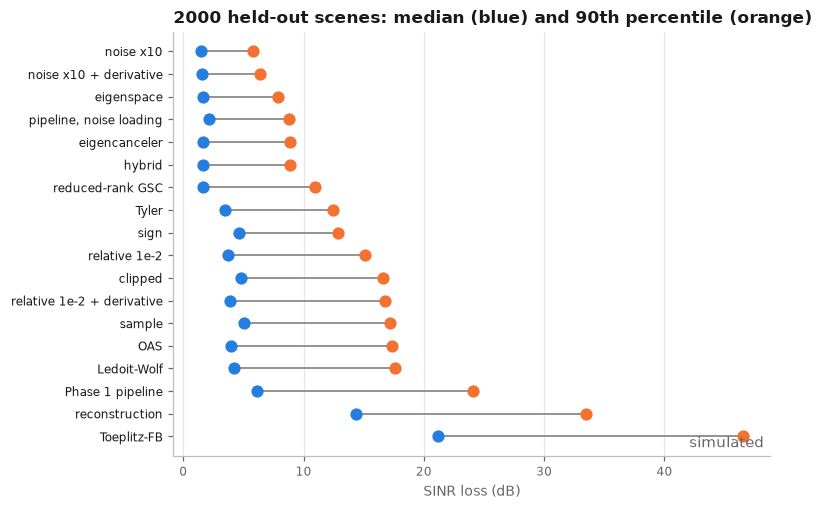 2000 held-out scenes: median (blue) and 90th percentile (orange)
noise x10
noise x10 + derivative
eigenspace
pipeline, noise loading
eigencanceler
hybrid
reduced-rank GSC
Tyler
sign
relative 1e-2
clipped
relative 1e-2 + derivative
sample
OAS
Ledoit-Wolf
Phase 1 pipeline
reconstruction
Toeplitz-FB
simulated
0 10 20 30 40
SINR loss (dB)